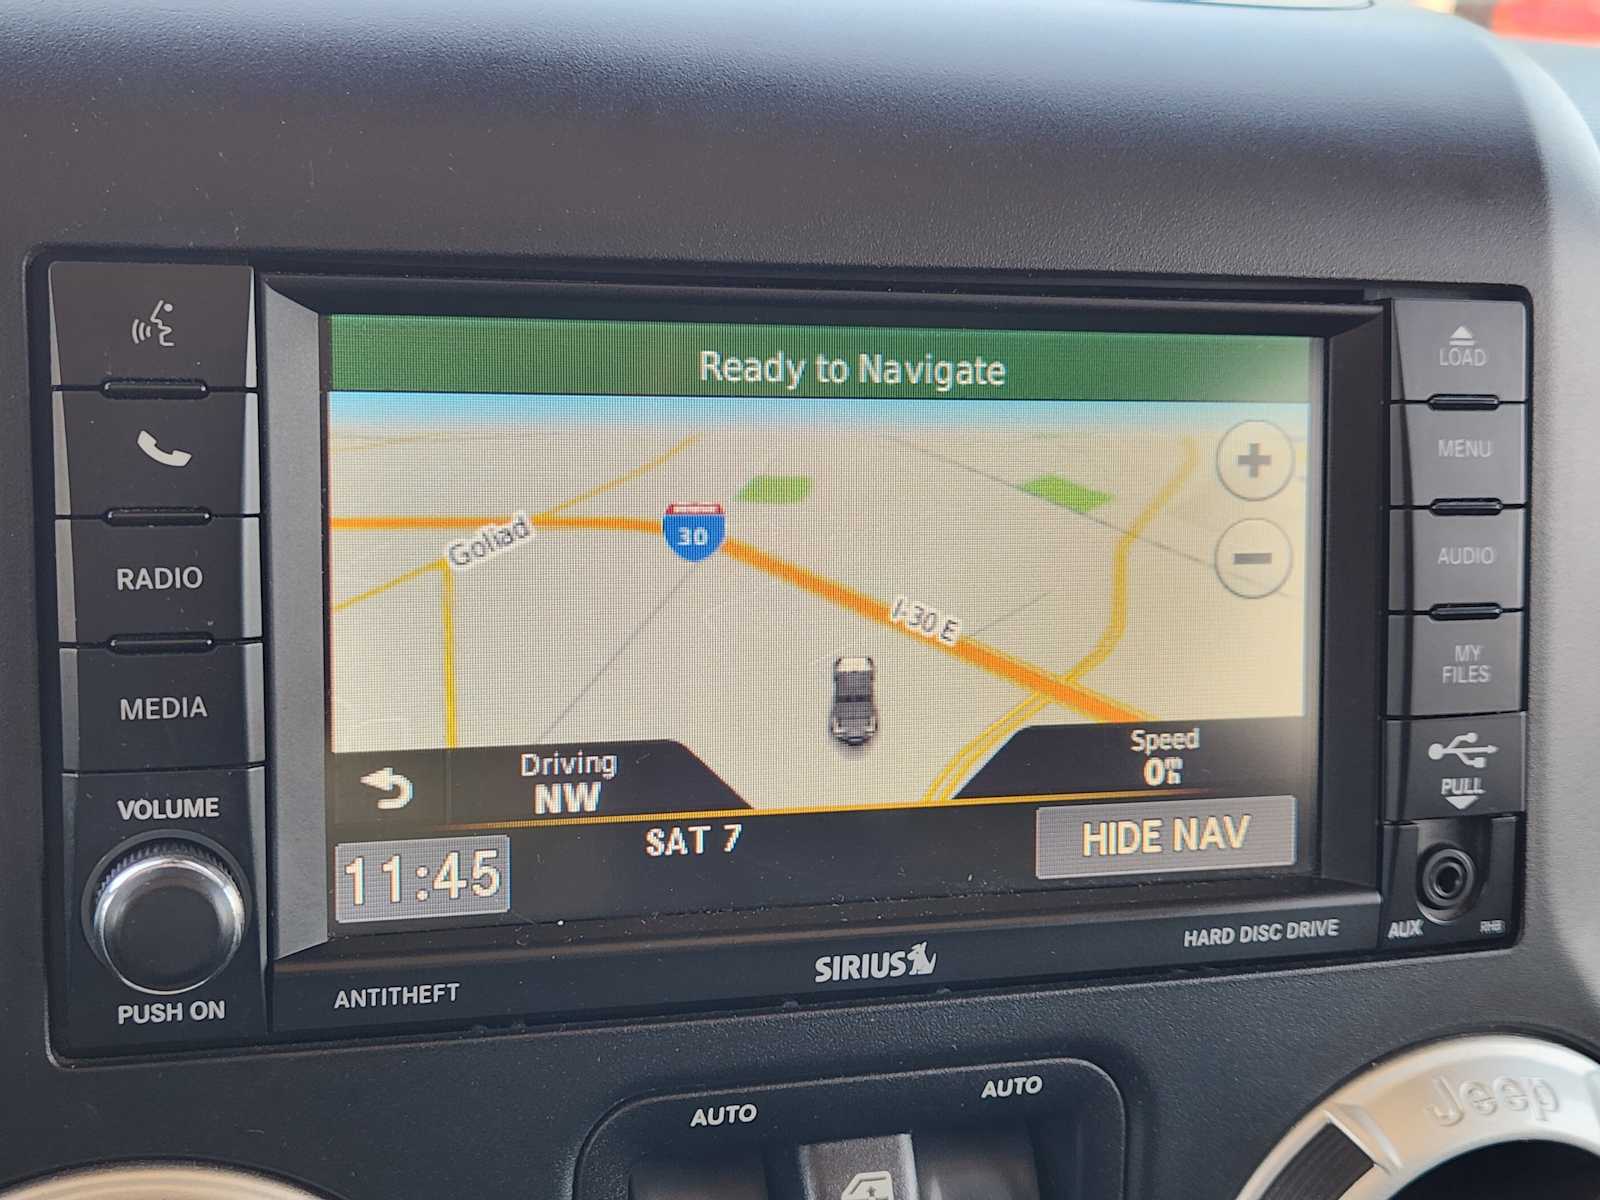 Ready to Navigate
LOAD
MENU
30
Goliad
AUDIO
RADIO
I-30 E
MY
FILES
MEDIA
Speed
0
Driving
NW
PULL
VOLUME
SAT 7
HIDE NAV
11:45
AUX
RHB
HARD DISC DRIVE
SIRIUS
ANTITHEFT
PUSH ON
AUTO
AUTO
Jeep